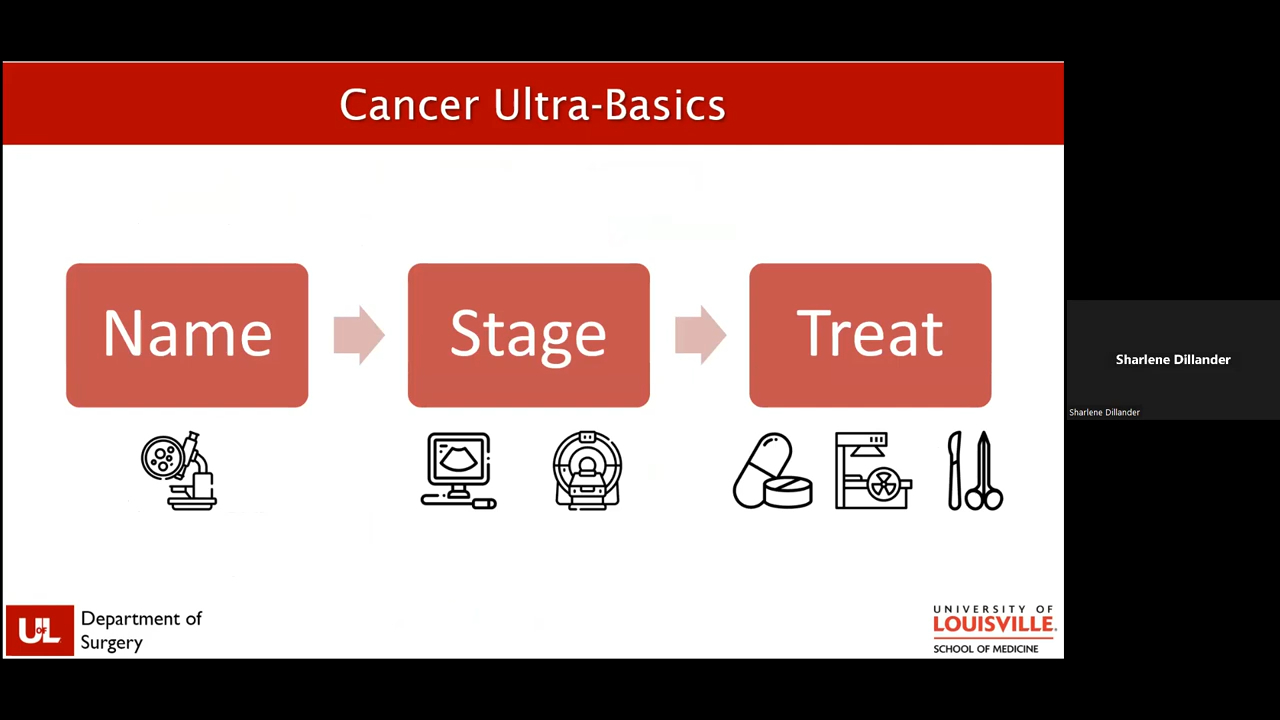 Cancer Ultra-Basics
Name
Stage
Treat
Sharlene Dillander
Sharlene Dillander
UofL
Department of
Surgery
UNIVERSITY OF
LOUISVILLE.
SCHOOL OF MEDICINE